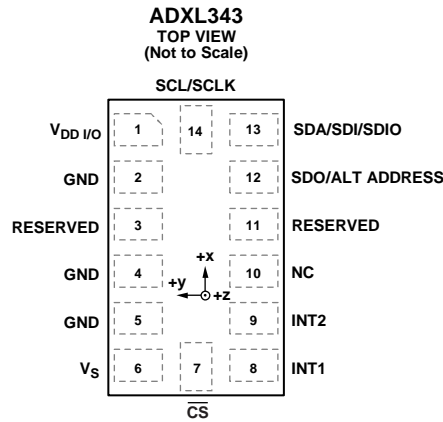 ADXL343
TOP VIEW
(Not to Scale)
SCL/SCLK
VDD I/O 1 14 13 SDA/SDI/SDIO
GND 2 12 SDO/ALT ADDRESS
RESERVED 3 11 RESERVED
+x
GND 4 10 NC
+y +z
GND 5 9 INT2
VS 6 7 8 INT1
CS